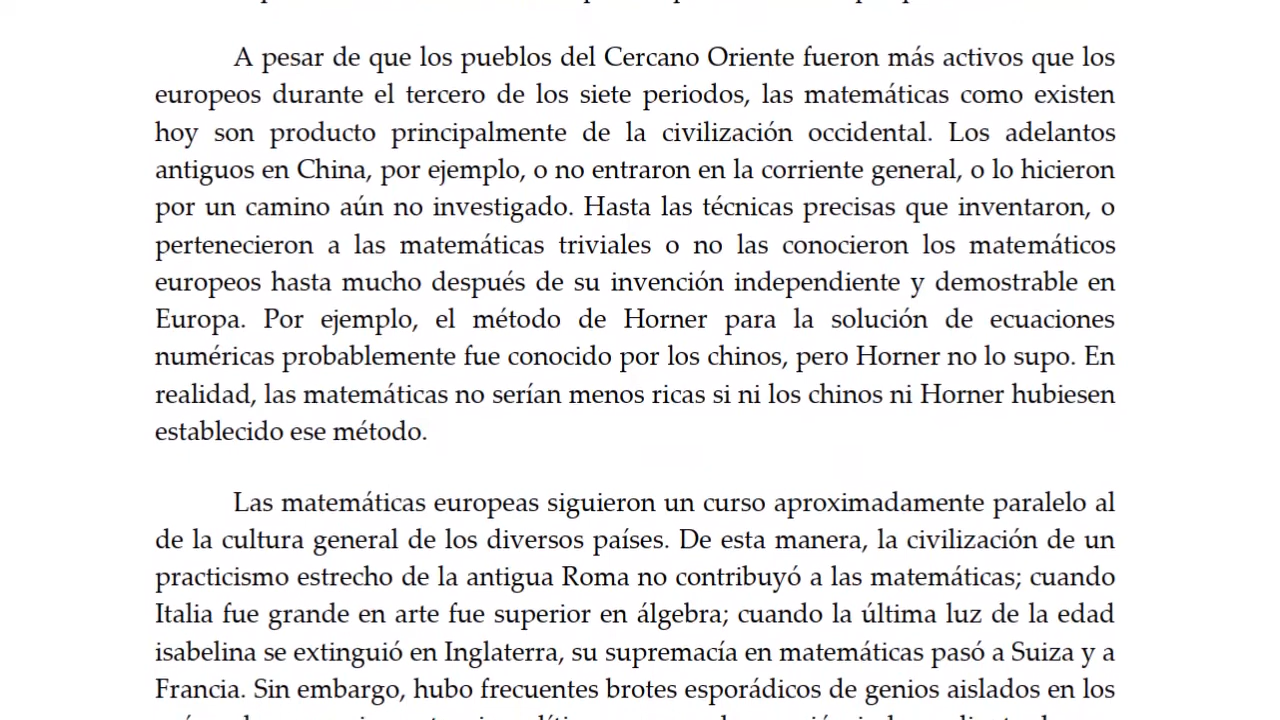 A pesar de que los pueblos del Cercano Oriente fueron más activos que los
europeos durante el tercero de los siete periodos, las matemáticas como existen
hoy son producto principalmente de la civilización occidental. Los adelantos
antiguos en China, por ejemplo, o no entraron en la corriente general, o lo hicieron
por un camino aún no investigado. Hasta las técnicas precisas que inventaron, o
pertenecieron a las matemáticas triviales o no las conocieron los matemáticos
europeos hasta mucho después de su invención independiente y demostrable en
Europa. Por ejemplo, el método de Horner para la solución de ecuaciones
numéricas probablemente fue conocido por los chinos, pero Horner no lo supo. En
realidad, las matemáticas no serían menos ricas si ni los chinos ni Horner hubiesen
establecido ese método.
Las matemáticas europeas siguieron un curso aproximadamente paralelo al
de la cultura general de los diversos países. De esta manera, la civilización de un
practicismo estrecho de la antigua Roma no contribuyó a las matemáticas; cuando
Italia fue grande en arte fue superior en álgebra; cuando la última luz de la edad
isabelina se extinguió en Inglaterra, su supremacía en matemáticas pasó a Suiza y a
Francia. Sin embargo, hubo frecuentes brotes esporádicos de genios aislados en los